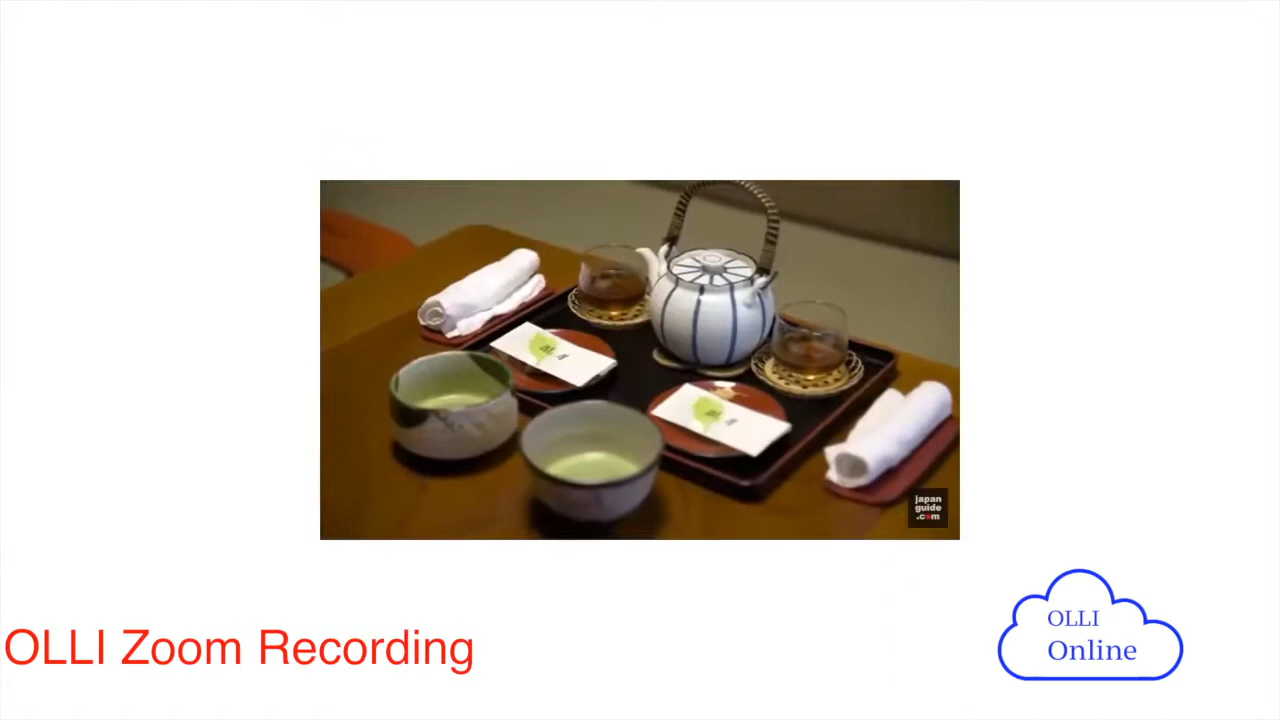 japan
guide
.com
OLLI Zoom Recording
OLLI
Online